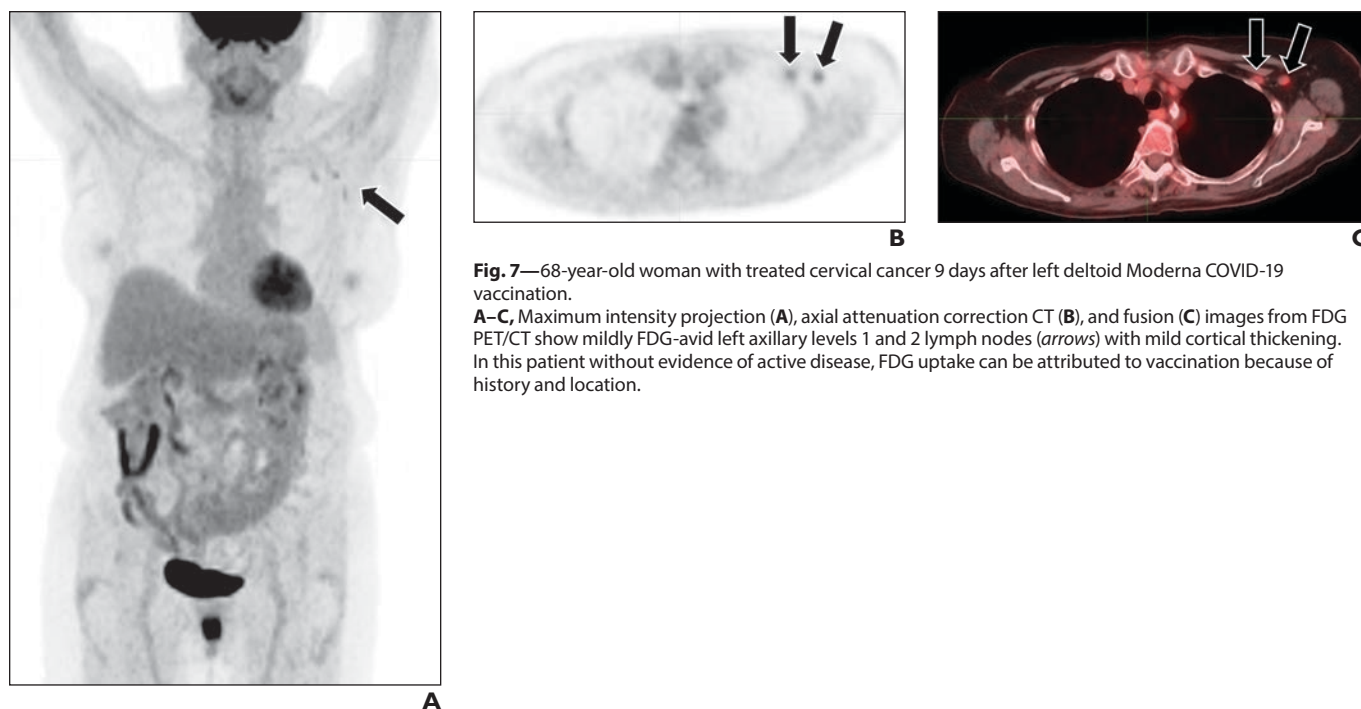 A
B
C
Fig. 7—68-year-old woman with treated cervical cancer 9 days after left deltoid Moderna COVID-19
vaccination.
A–C, Maximum intensity projection (A), axial attenuation correction CT (B), and fusion (C) images from FDG
PET/CT show mildly FDG-avid left axillary levels 1 and 2 lymph nodes (arrows) with mild cortical thickening.
In this patient without evidence of active disease, FDG uptake can be attributed to vaccination because of
history and location.